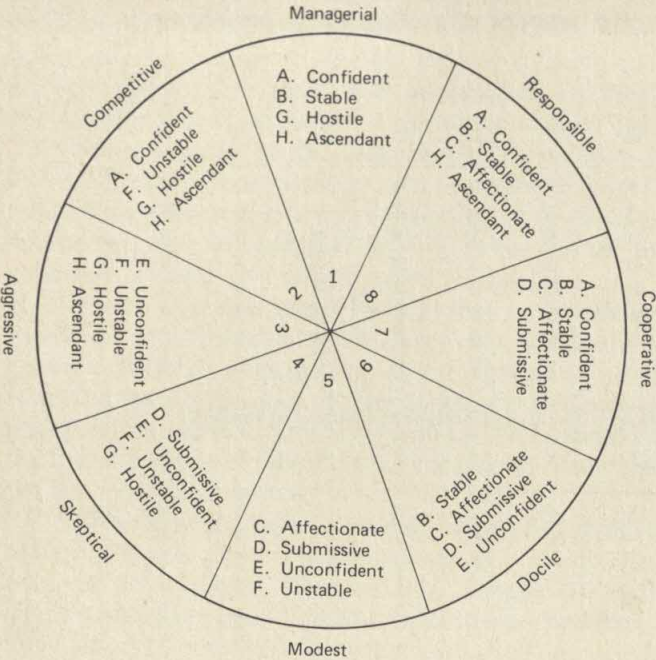 Managerial
A. Confident
B. Stable
G. Hostile
H. Ascendant
1
Responsible
A. Confident
B. Stable
C. Affectionate
H. Ascendant
8
Cooperative
A. Confident
B. Stable
C. Affectionate
D. Submissive
7
Docile
B. Stable
C. Affectionate
D. Submissive
E. Unconfident
6
Modest
C. Affectionate
D. Submissive
E. Unconfident
F. Unstable
5
Skeptical
D. Submissive
E. Unconfident
F. Unstable
G. Hostile
4
Aggressive
E. Unconfident
F. Unstable
G. Hostile
H. Ascendant
3
Competitive
A. Confident
F. Unstable
G. Hostile
H. Ascendant
2